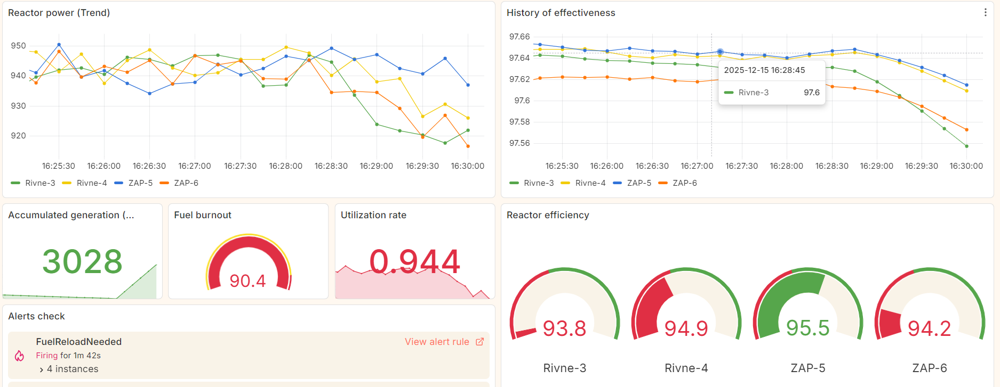 Reactor power (Trend)
950
940
930
920
16:25:30 16:26:00 16:26:30 16:27:00 16:27:30 16:28:00 16:28:30 16:29:00 16:29:30 16:30:00
Rivne-3 Rivne-4 ZAP-5 ZAP-6
History of effectiveness
97.66
97.64
97.62
97.6
97.58
97.56
2025-12-15 16:28:45
Rivne-3 97.6
16:25:30 16:26:00 16:26:30 16:27:00 16:27:30 16:28:00 16:28:30 16:29:00 16:29:30 16:30:00
Rivne-3 Rivne-4 ZAP-5 ZAP-6
Accumulated generation (...
3028
Fuel burnout
90.4
Utilization rate
0.944
Reactor efficiency
93.8 94.9 95.5 94.2
Rivne-3 Rivne-4 ZAP-5 ZAP-6
Alerts check
FuelReloadNeeded View alert rule
Firing for 1m 42s
4 instances